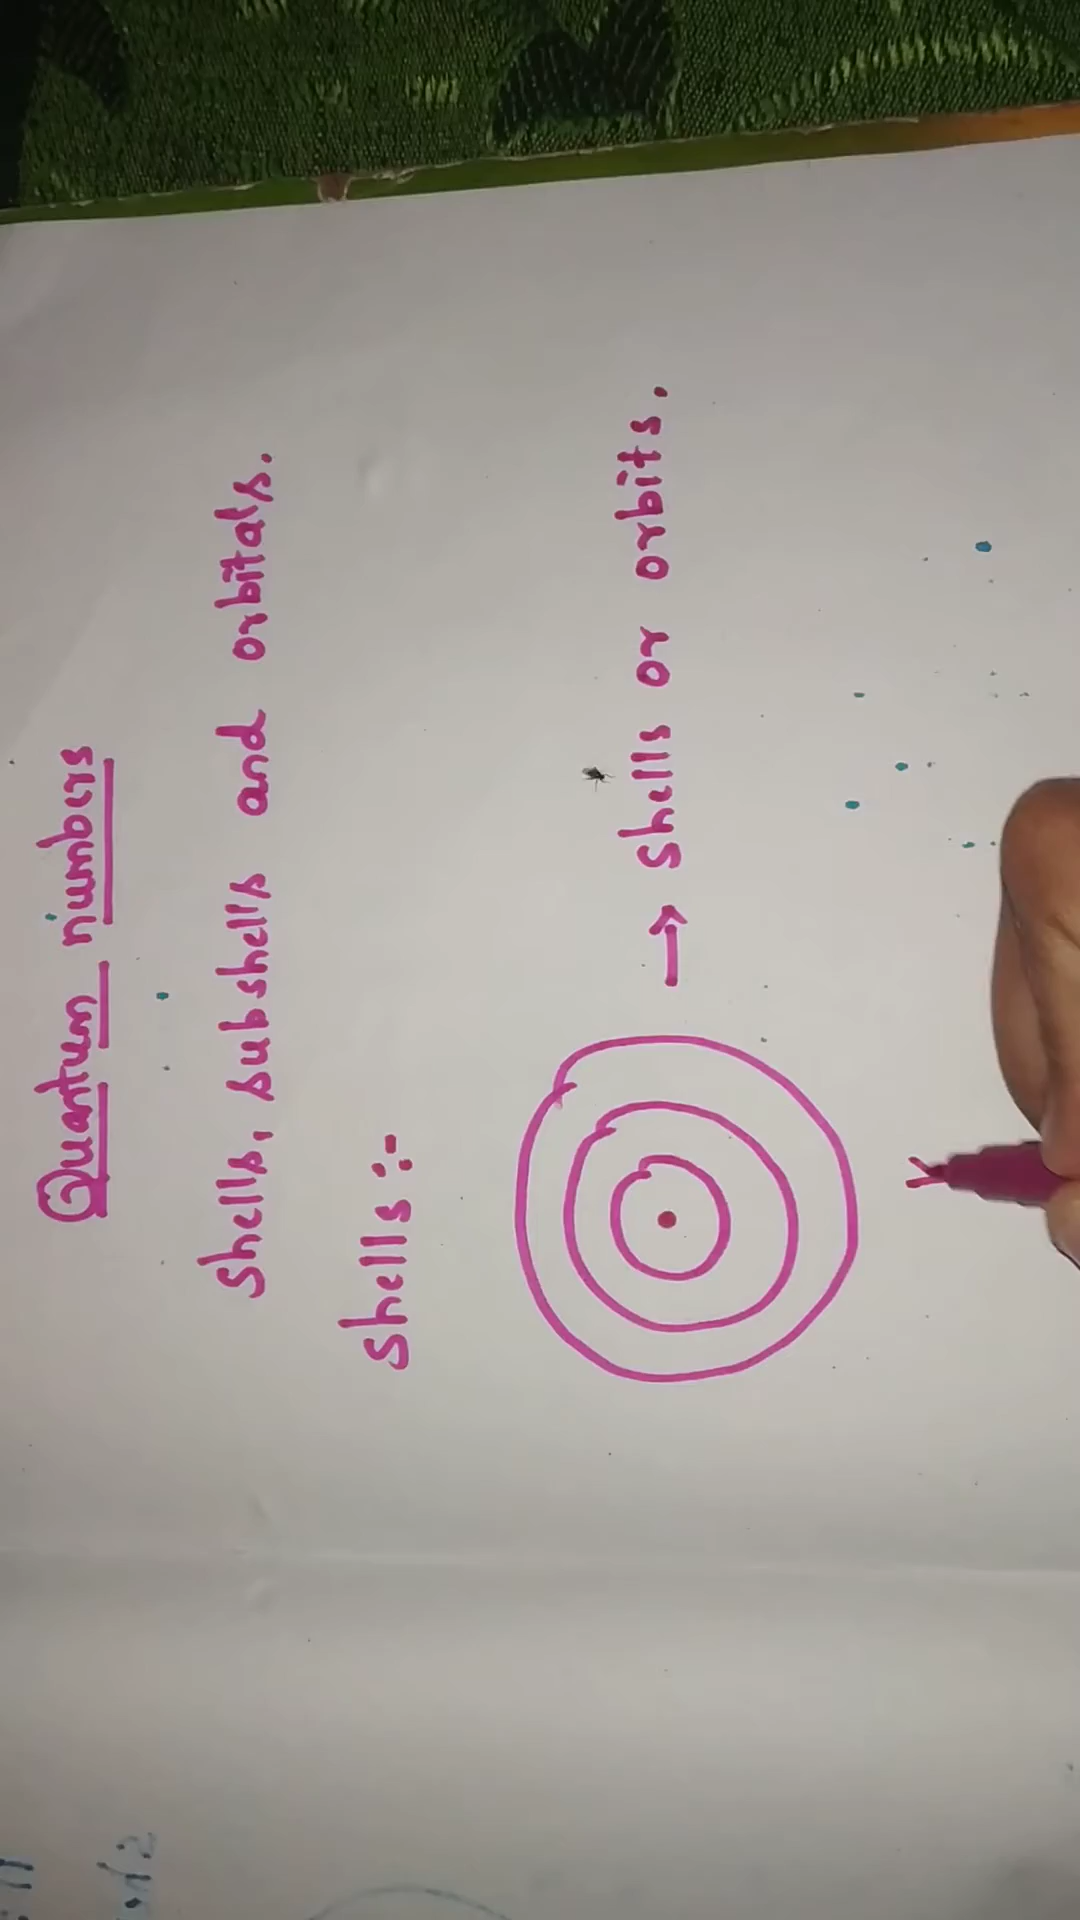 Quantum numbers
Shells, subshells and orbitals.
Shells :-
→ Shells or orbits.